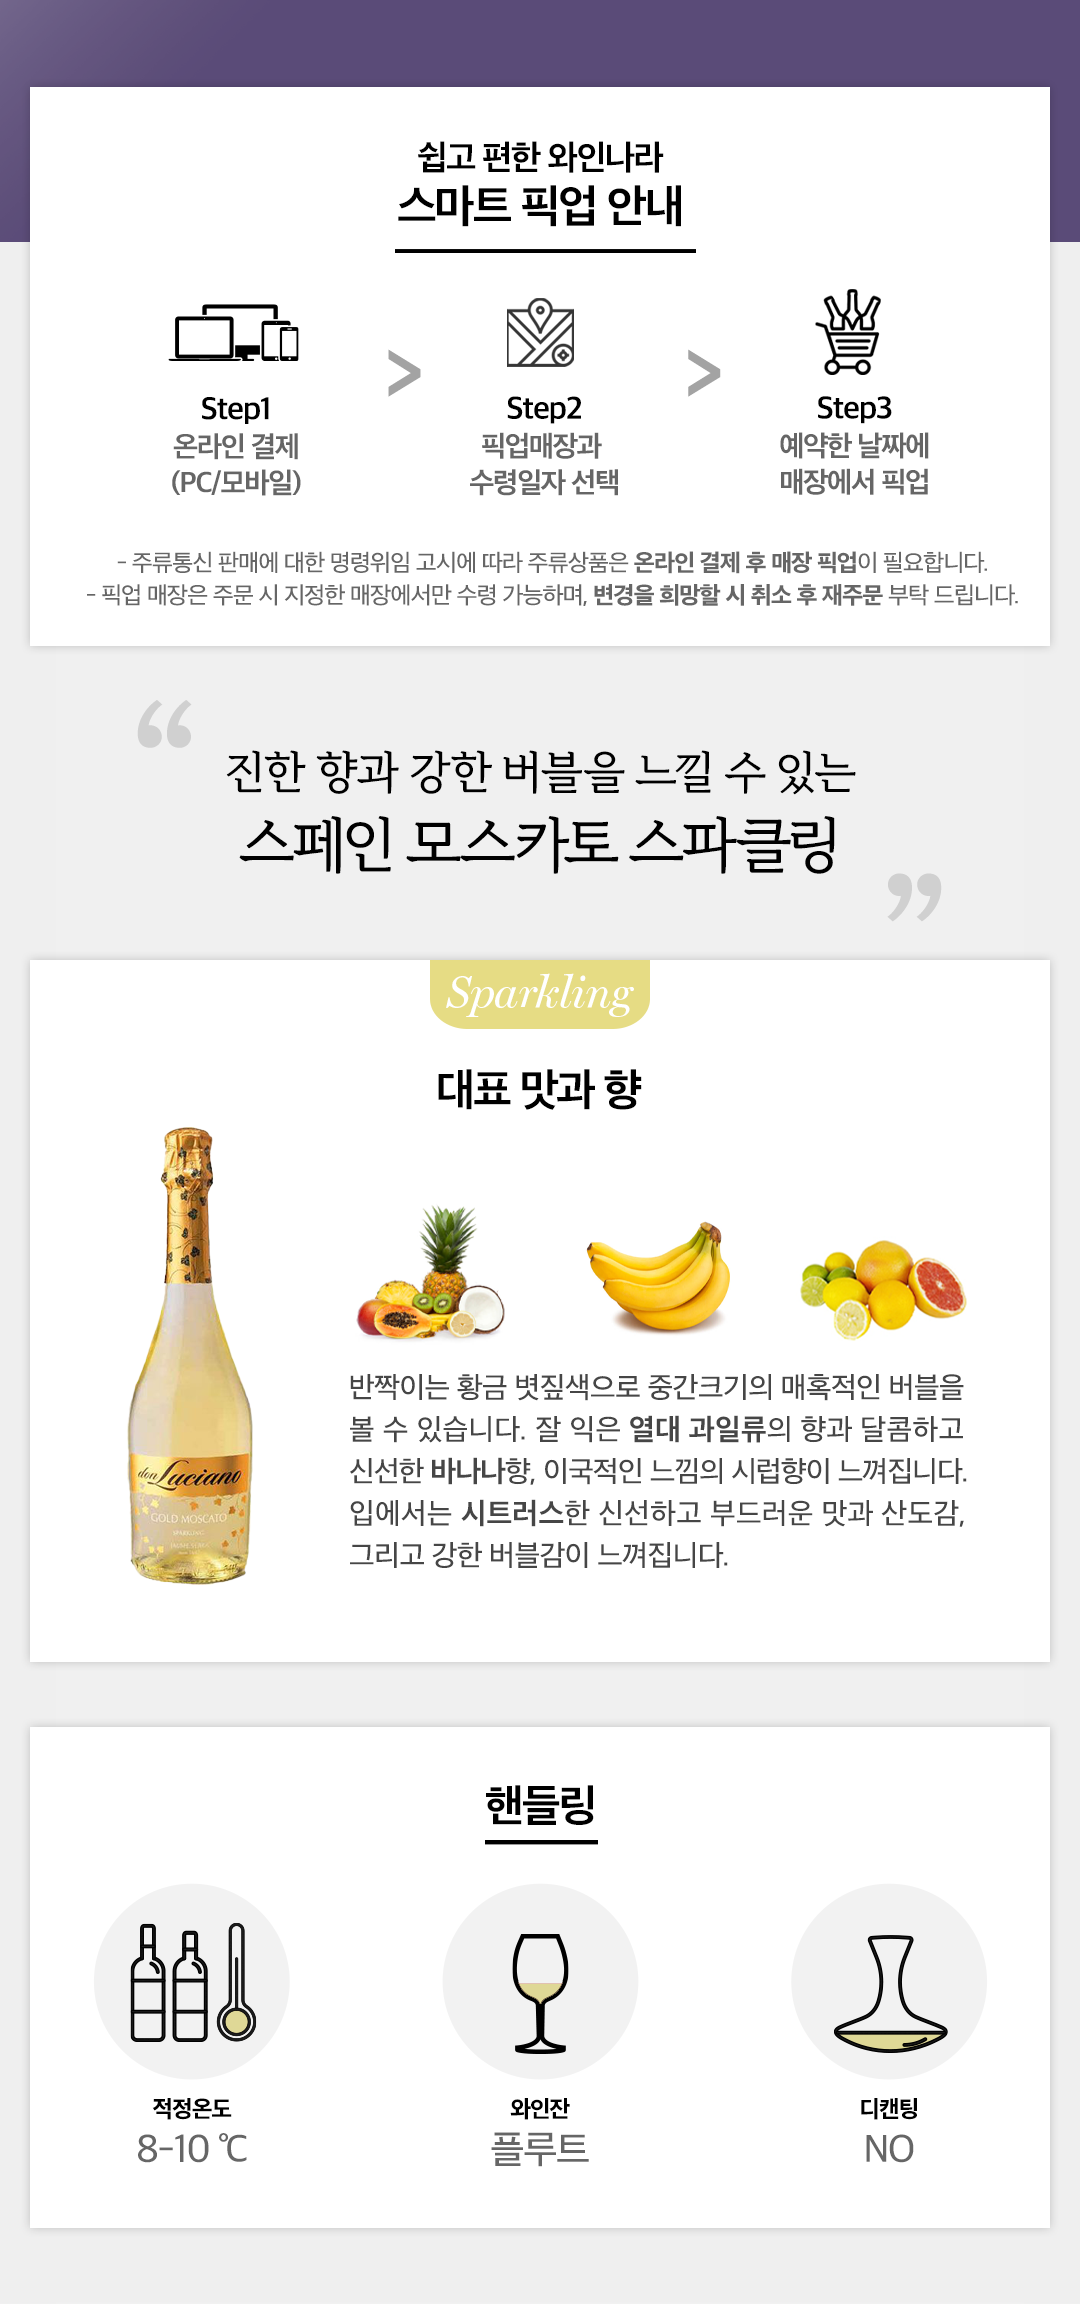 쉽고 편한 와인나라
스마트 픽업 안내
>
>
Step1
온라인 결제
(PC/모바일)
Step2
픽업매장과
수령일자 선택
Step3
예약한 날짜에
매장에서 픽업
- 주류통신 판매에 대한 명령위임 고시에 따라 주류상품은 온라인 결제 후 매장 픽업이 필요합니다.
- 픽업 매장은 주문 시 지정한 매장에서만 수령 가능하며, 변경을 희망할 시 취소 후 재주문 부탁 드립니다.
“
진한 향과 강한 버블을 느낄 수 있는
스페인 모스카토 스파클링
”
Sparkling
대표 맛과 향
반짝이는 황금 볏짚색으로 중간크기의 매혹적인 버블을
볼 수 있습니다. 잘 익은 열대 과일류의 향과 달콤하고
신선한 바나나향, 이국적인 느낌의 시럽향이 느껴집니다.
입에서는 시트러스한 신선하고 부드러운 맛과 산도감,
그리고 강한 버블감이 느껴집니다.
don Luciano
GOLD MOSCATO
SPARKLING
핸들링
적정온도
8-10 ℃
와인잔
플루트
디캔팅
NO